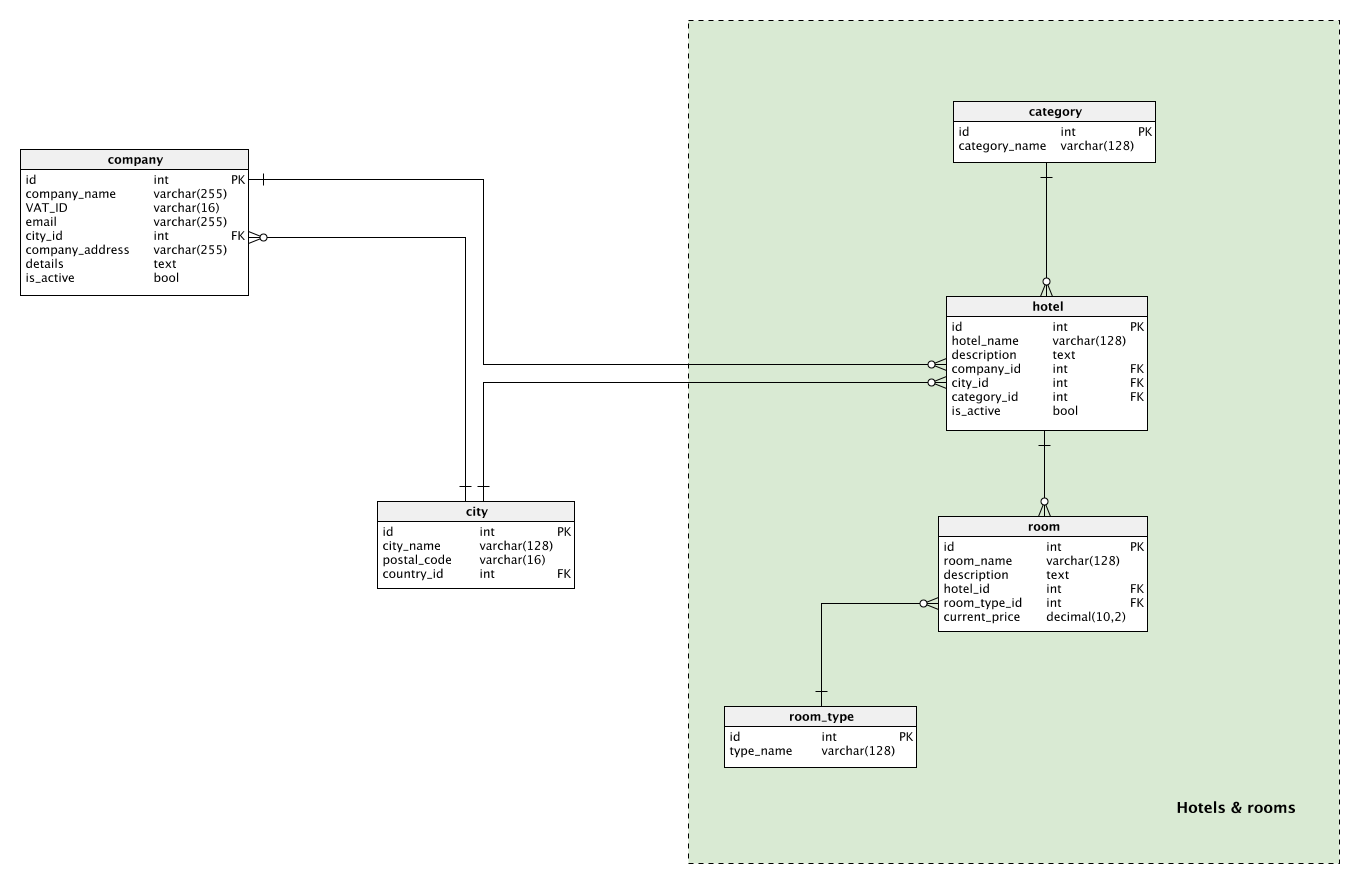 category
id int PK
category_name varchar(128)
company
id int PK
company_name varchar(255)
VAT_ID varchar(16)
email varchar(255)
city_id int FK
company_address varchar(255)
details text
is_active bool
hotel
id int PK
hotel_name varchar(128)
description text
company_id int FK
city_id int FK
category_id int FK
is_active bool
city
id int PK
city_name varchar(128)
postal_code varchar(16)
country_id int FK
room
id int PK
room_name varchar(128)
description text
hotel_id int FK
room_type_id int FK
current_price decimal(10,2)
room_type
id int PK
type_name varchar(128)
Hotels & rooms